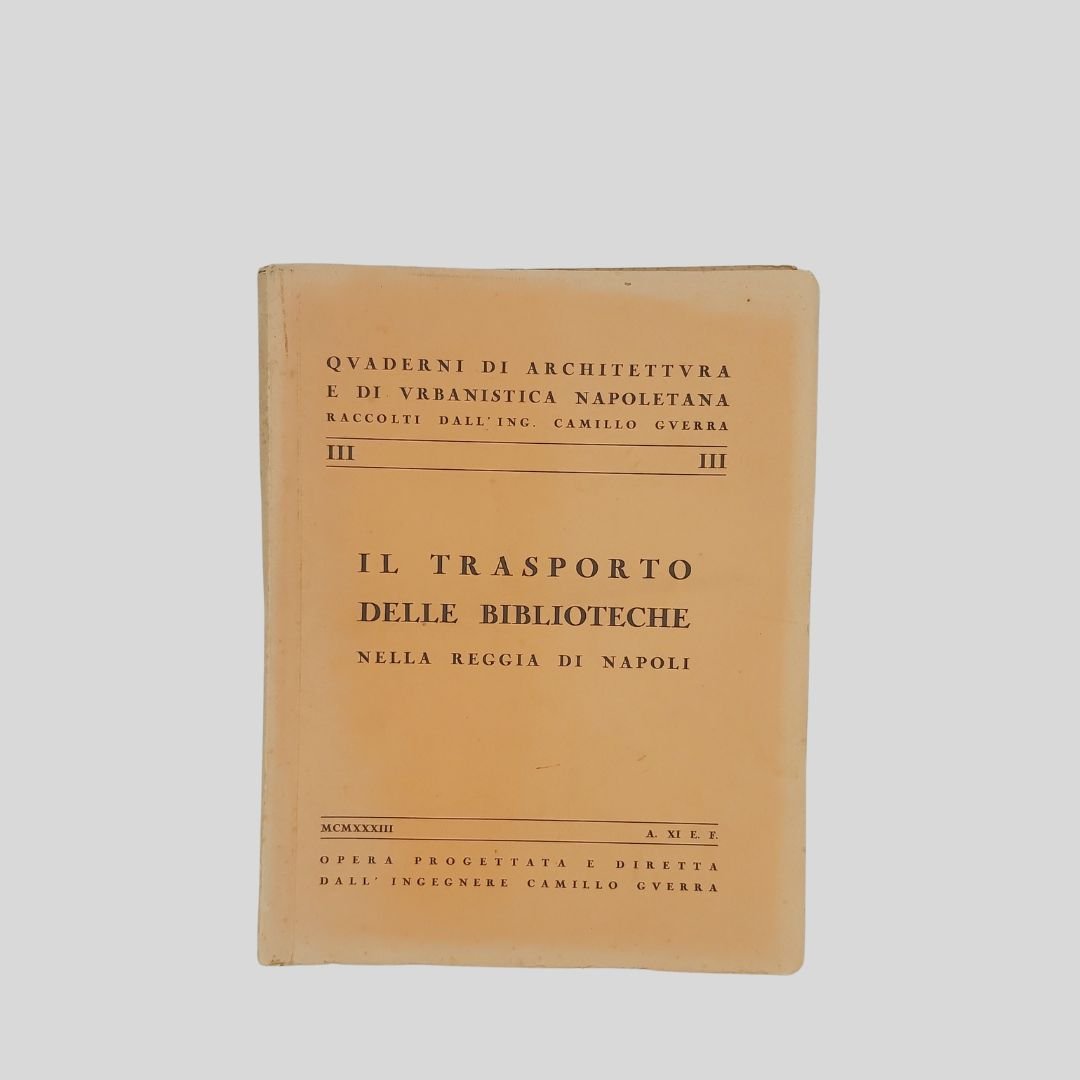 QVADERNI DI ARCHITETTVRA
E DI VRBANISTICA NAPOLETANA
RACCOLTI DALL'ING. CAMILLO GVERRA
III III
IL TRASPORTO
DELLE BIBLIOTECHE
NELLA REGGIA DI NAPOLI
MCMXXXIII A. XI E. F.
OPERA PROGETTATA E DIRETTA
DALL' INGEGNERE CAMILLO GVERRA